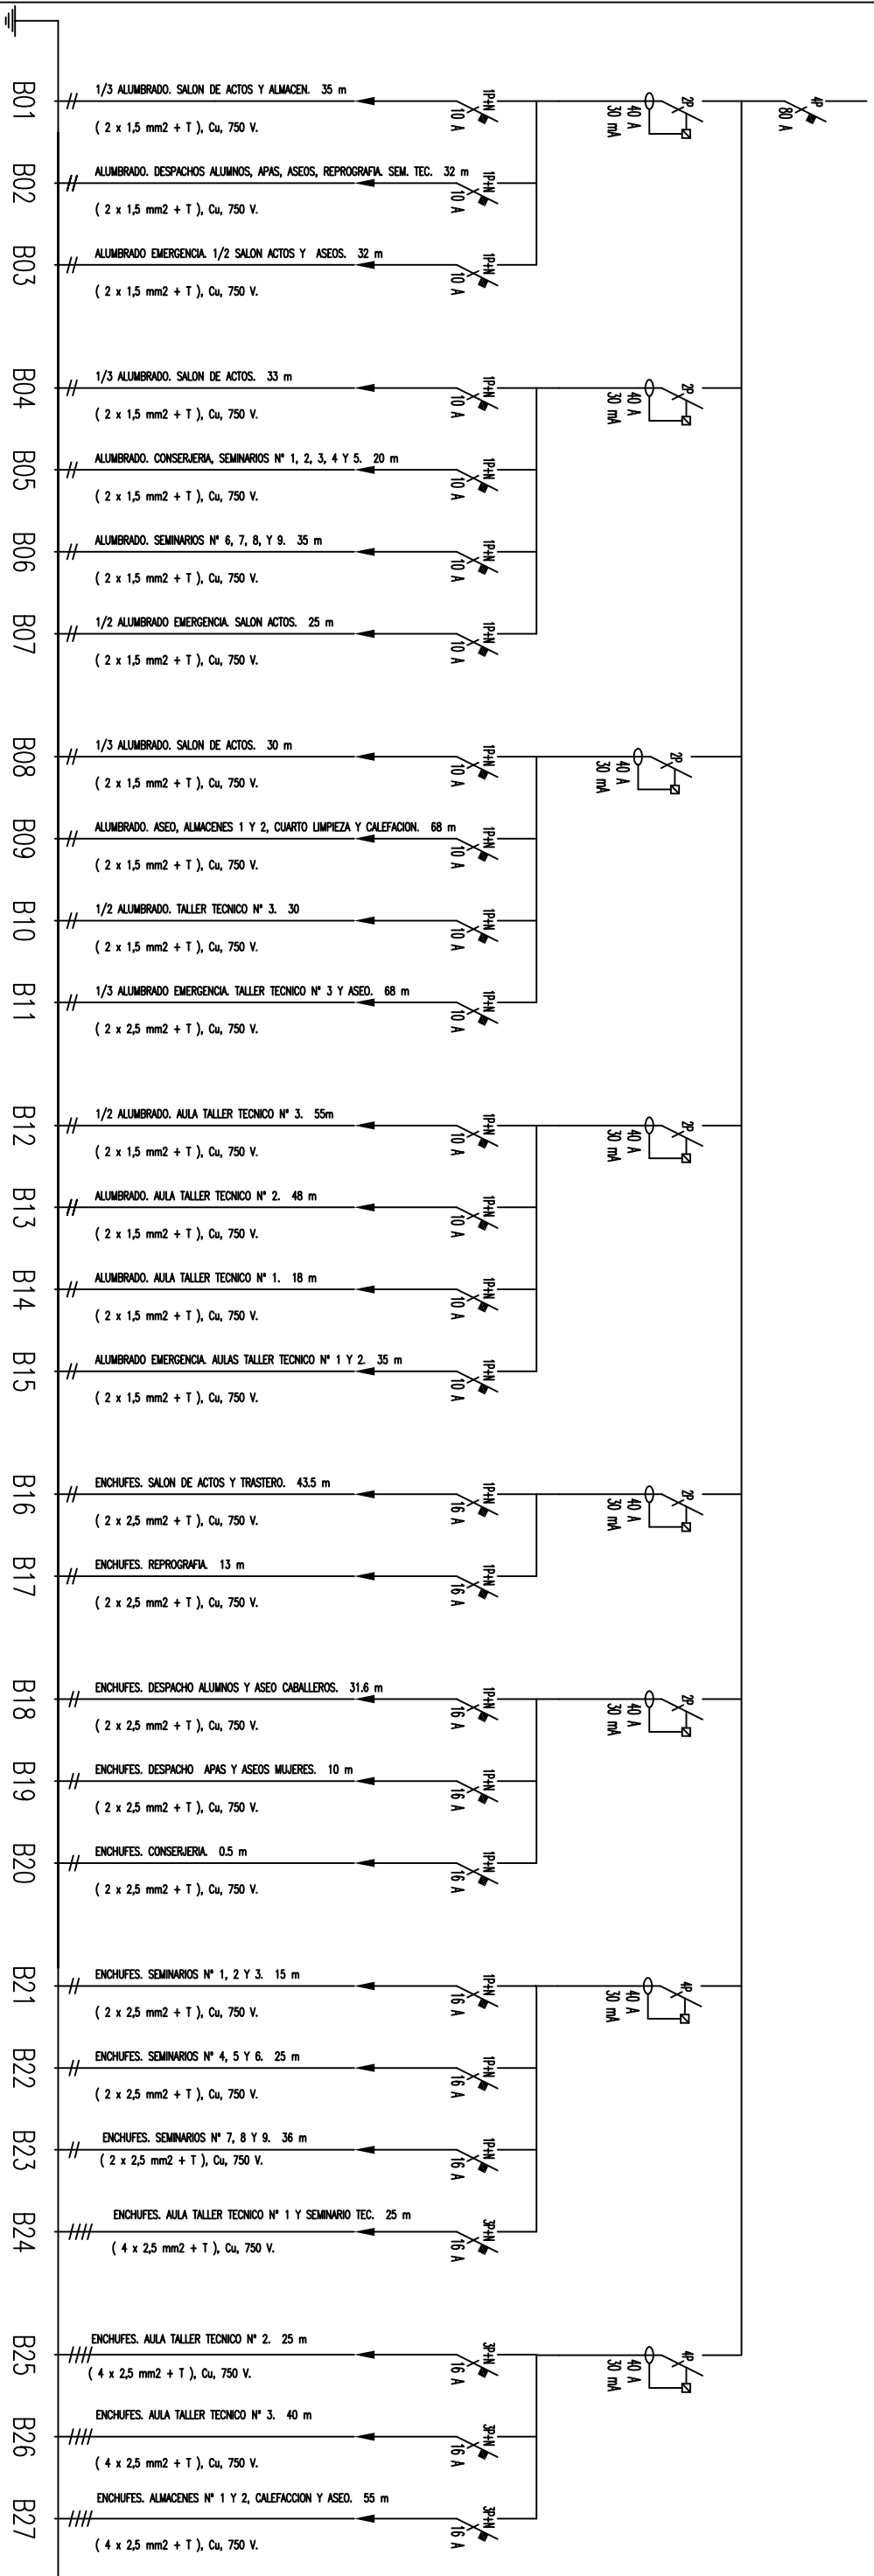 4P
80 A
2P
40 A
30 mA
1P+N
10 A
1/3 ALUMBRADO. SALON DE ACTOS Y ALMACEN. 35 m
( 2 x 1,5 mm2 + T ), Cu, 750 V.
B01
1P+N
10 A
ALUMBRADO. DESPACHOS ALUMNOS, APAS, ASEOS, REPROGRAFIA. SEM. TEC. 32 m
( 2 x 1,5 mm2 + T ), Cu, 750 V.
B02
1P+N
10 A
ALUMBRADO EMERGENCIA. 1/2 SALON ACTOS Y ASEOS. 32 m
( 2 x 1,5 mm2 + T ), Cu, 750 V.
B03
2P
40 A
30 mA
1P+N
10 A
1/3 ALUMBRADO. SALON DE ACTOS. 33 m
( 2 x 1,5 mm2 + T ), Cu, 750 V.
B04
1P+N
10 A
ALUMBRADO. CONSERJERIA, SEMINARIOS Nº 1, 2, 3, 4 Y 5. 20 m
( 2 x 1,5 mm2 + T ), Cu, 750 V.
B05
1P+N
10 A
ALUMBRADO. SEMINARIOS Nº 6, 7, 8, Y 9. 35 m
( 2 x 1,5 mm2 + T ), Cu, 750 V.
B06
1P+N
10 A
1/2 ALUMBRADO EMERGENCIA. SALON ACTOS. 25 m
( 2 x 1,5 mm2 + T ), Cu, 750 V.
B07
2P
40 A
30 mA
1P+N
10 A
1/3 ALUMBRADO. SALON DE ACTOS. 30 m
( 2 x 1,5 mm2 + T ), Cu, 750 V.
B08
1P+N
10 A
ALUMBRADO. ASEO, ALMACENES 1 Y 2, CUARTO LIMPIEZA Y CALEFACION. 68 m
( 2 x 1,5 mm2 + T ), Cu, 750 V.
B09
1P+N
10 A
1/2 ALUMBRADO. TALLER TECNICO Nº 3. 30
( 2 x 1,5 mm2 + T ), Cu, 750 V.
B10
1P+N
10 A
1/3 ALUMBRADO EMERGENCIA. TALLER TECNICO Nº 3 Y ASEO. 68 m
( 2 x 2,5 mm2 + T ), Cu, 750 V.
B11
2P
40 A
30 mA
1P+N
10 A
1/2 ALUMBRADO. AULA TALLER TECNICO Nº 3. 55m
( 2 x 1,5 mm2 + T ), Cu, 750 V.
B12
1P+N
10 A
ALUMBRADO. AULA TALLER TECNICO Nº 2. 48 m
( 2 x 1,5 mm2 + T ), Cu, 750 V.
B13
1P+N
10 A
ALUMBRADO. AULA TALLER TECNICO Nº 1. 18 m
( 2 x 1,5 mm2 + T ), Cu, 750 V.
B14
1P+N
10 A
ALUMBRADO EMERGENCIA. AULAS TALLER TECNICO Nº 1 Y 2. 35 m
( 2 x 1,5 mm2 + T ), Cu, 750 V.
B15
2P
40 A
30 mA
1P+N
16 A
ENCHUFES. SALON DE ACTOS Y TRASTERO. 43.5 m
( 2 x 2,5 mm2 + T ), Cu, 750 V.
B16
1P+N
16 A
ENCHUFES. REPROGRAFIA. 13 m
( 2 x 2,5 mm2 + T ), Cu, 750 V.
B17
2P
40 A
30 mA
1P+N
16 A
ENCHUFES. DESPACHO ALUMNOS Y ASEO CABALLEROS. 31.6 m
( 2 x 2,5 mm2 + T ), Cu, 750 V.
B18
1P+N
16 A
ENCHUFES. DESPACHO APAS Y ASEOS MUJERES. 10 m
( 2 x 2,5 mm2 + T ), Cu, 750 V.
B19
1P+N
16 A
ENCHUFES. CONSERJERIA. 0.5 m
( 2 x 2,5 mm2 + T ), Cu, 750 V.
B20
4P
40 A
30 mA
1P+N
16 A
ENCHUFES. SEMINARIOS Nº 1, 2 Y 3. 15 m
( 2 x 2,5 mm2 + T ), Cu, 750 V.
B21
1P+N
16 A
ENCHUFES. SEMINARIOS Nº 4, 5 Y 6. 25 m
( 2 x 2,5 mm2 + T ), Cu, 750 V.
B22
1P+N
16 A
ENCHUFES. SEMINARIOS Nº 7, 8 Y 9. 36 m
( 2 x 2,5 mm2 + T ), Cu, 750 V.
B23
3P+N
16 A
ENCHUFES. AULA TALLER TECNICO Nº 1 Y SEMINARIO TEC. 25 m
( 4 x 2,5 mm2 + T ), Cu, 750 V.
B24
4P
40 A
30 mA
3P+N
16 A
ENCHUFES. AULA TALLER TECNICO Nº 2. 25 m
( 4 x 2,5 mm2 + T ), Cu, 750 V.
B25
3P+N
16 A
ENCHUFES. AULA TALLER TECNICO Nº 3. 40 m
( 4 x 2,5 mm2 + T ), Cu, 750 V.
B26
3P+N
16 A
ENCHUFES. ALMACENES Nº 1 Y 2, CALEFACCION Y ASEO. 55 m
( 4 x 2,5 mm2 + T ), Cu, 750 V.
B27